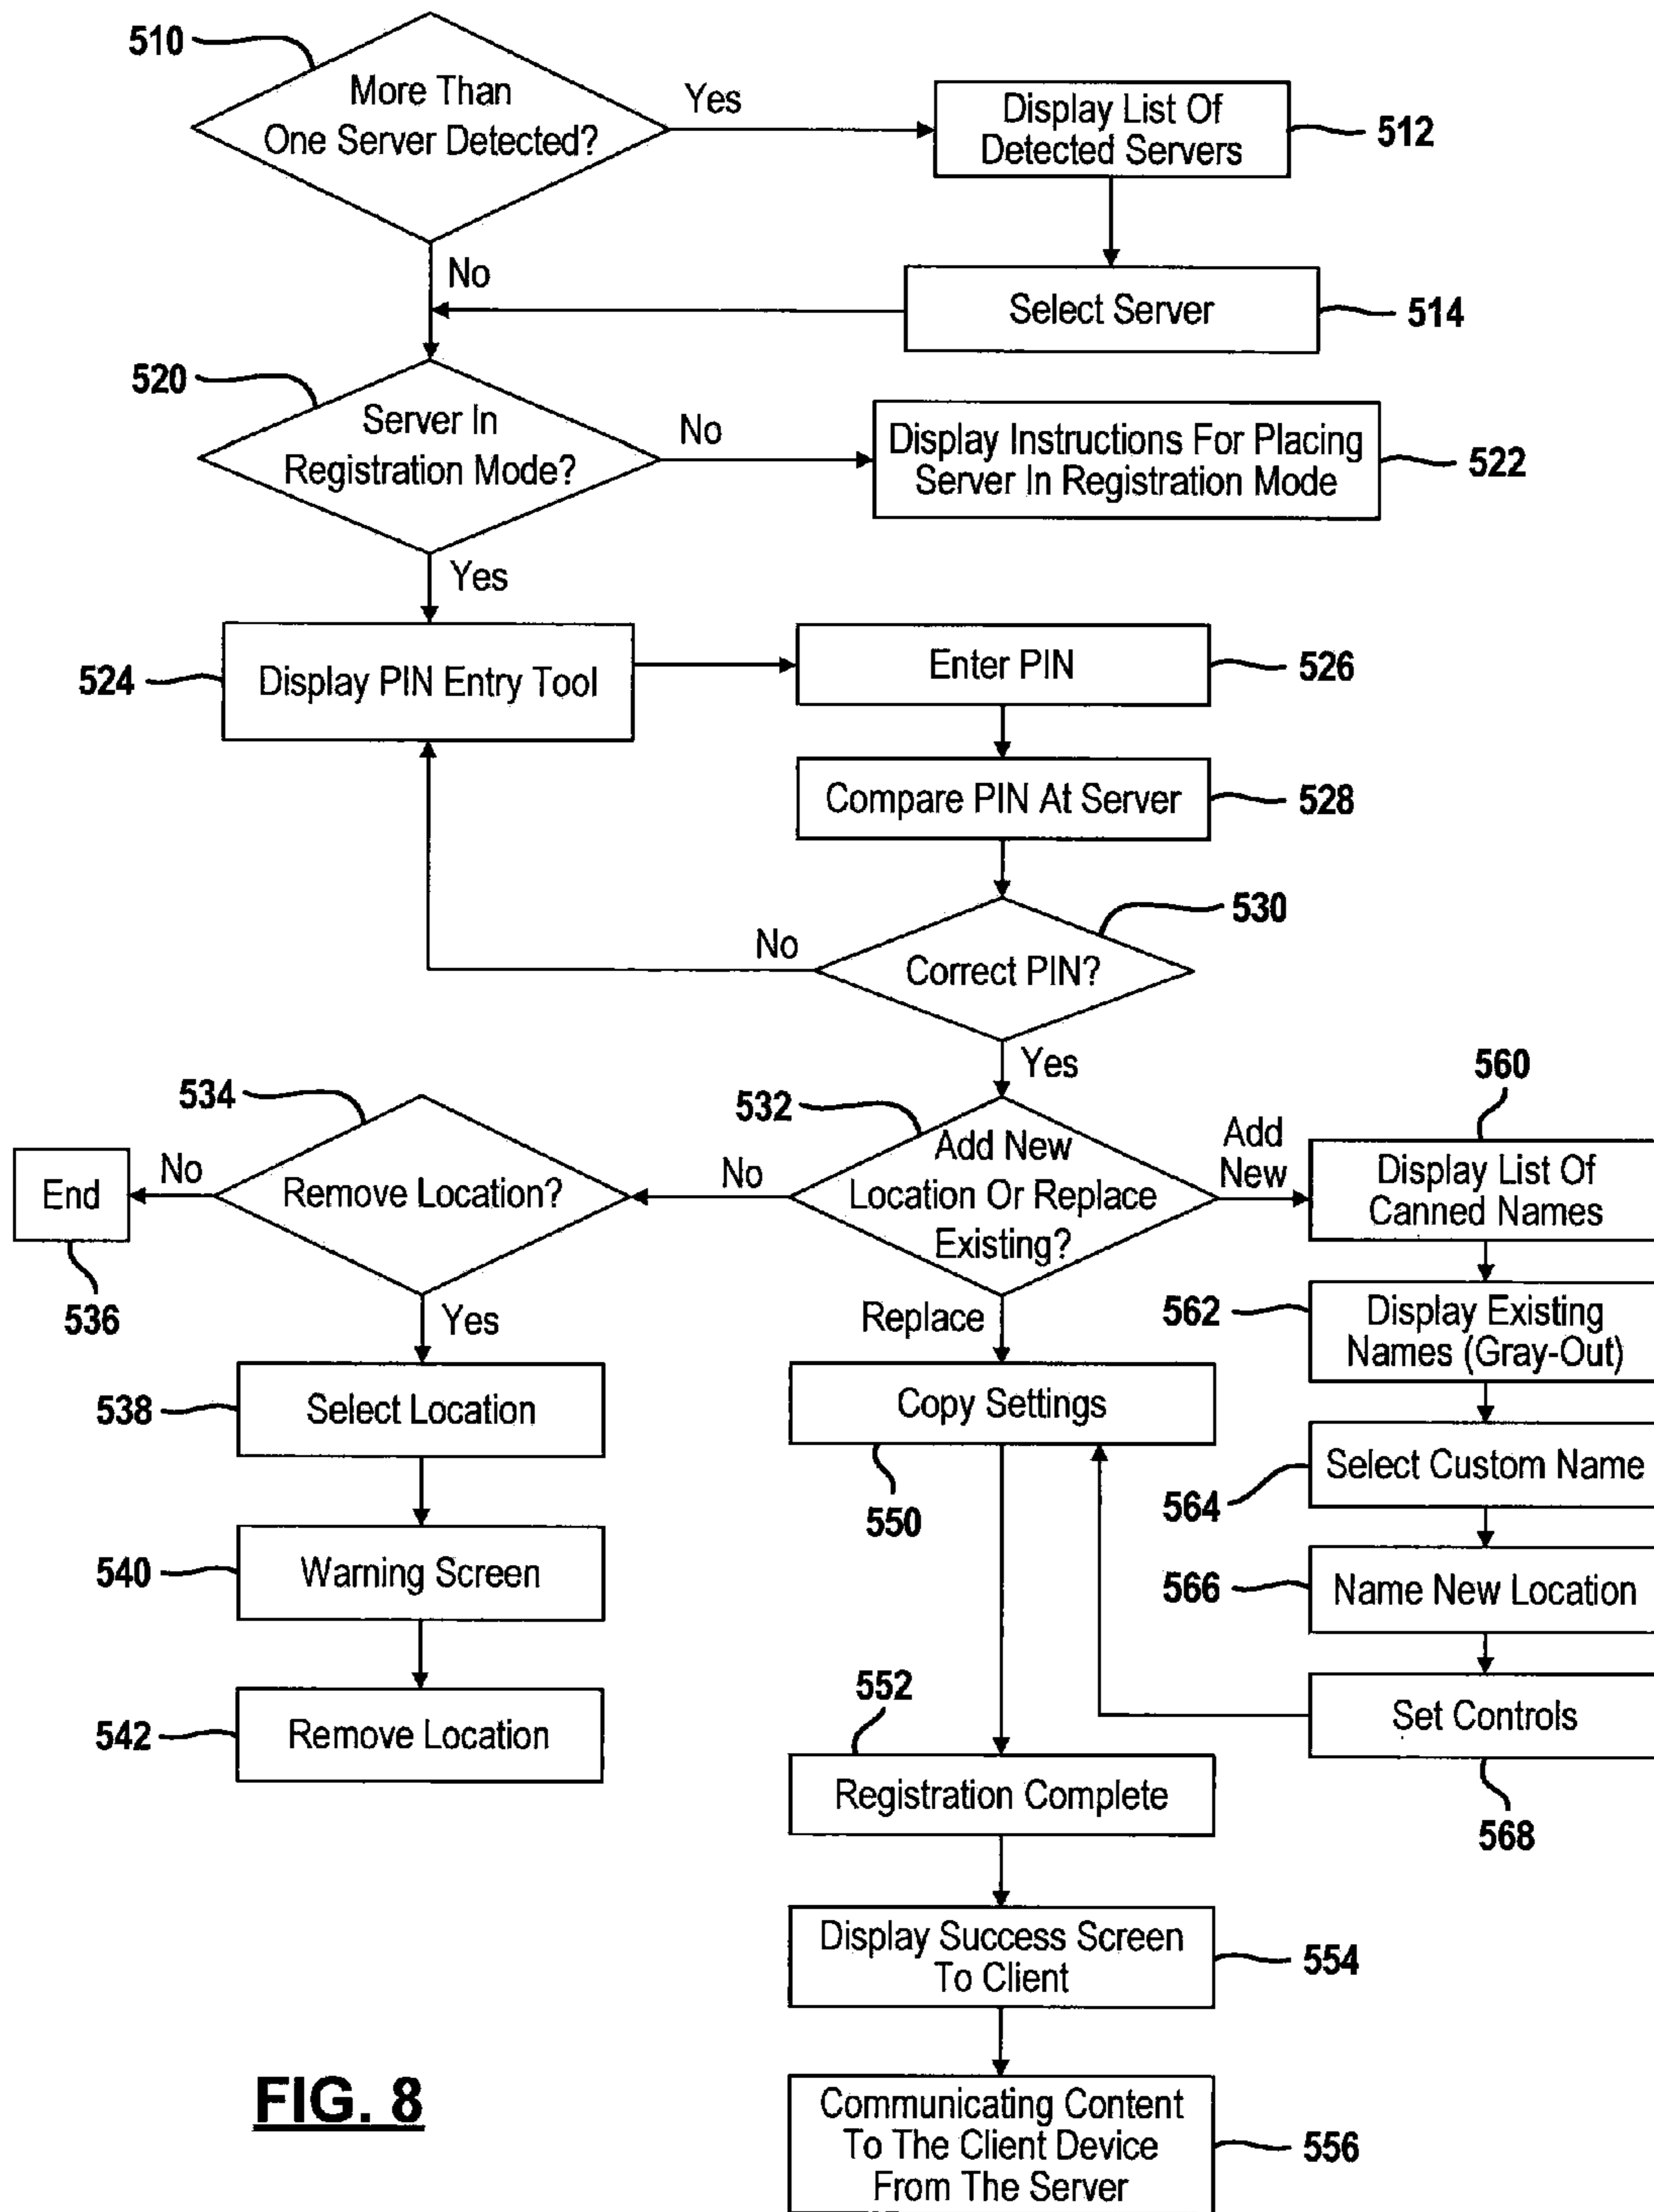 510
More Than
One Server Detected?
Yes
Display List Of
Detected Servers
512
No
Select Server
514
520
Server In
Registration Mode?
No
Display Instructions For Placing
Server In Registration Mode
522
Yes
524
Display PIN Entry Tool
Enter PIN
526
Compare PIN At Server
528
530
No
Correct PIN?
Yes
534
532
560
End
No
Remove Location?
No
Add New
Location Or Replace
Existing?
Add
New
Display List Of
Canned Names
536
Yes
Replace
562
Display Existing
Names (Gray-Out)
538
Select Location
Copy Settings
550
564
Select Custom Name
540
Warning Screen
566
Name New Location
542
Remove Location
552
Set Controls
568
Registration Complete
Display Success Screen
To Client
554
Communicating Content
To The Client Device
From The Server
556
FIG. 8